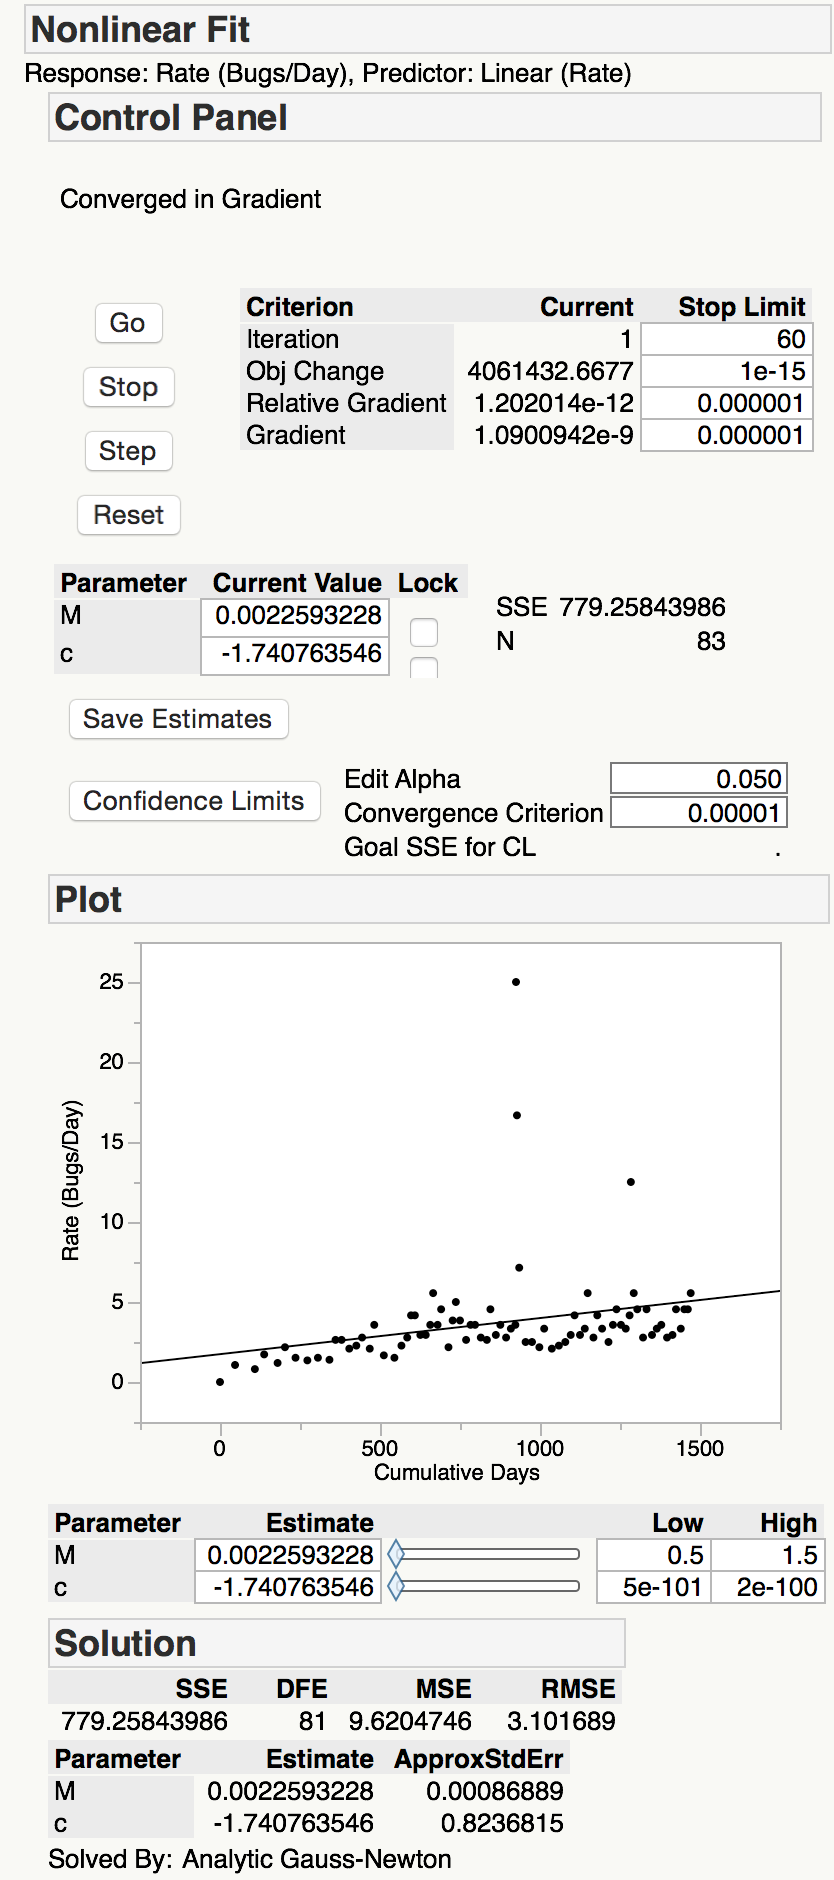 Nonlinear Fit
Response: Rate (Bugs/Day), Predictor: Linear (Rate)
Control Panel
Converged in Gradient
Go
Stop
Step
Reset
Criterion Current Stop Limit
Iteration 1 60
Obj Change 4061432.6677 1e-15
Relative Gradient 1.202014e-12 0.000001
Gradient 1.0900942e-9 0.000001
Parameter Current Value Lock
M 0.0022593228
c -1.740763546
SSE 779.25843986
N 83
Save Estimates
Confidence Limits
Edit Alpha 0.050
Convergence Criterion 0.00001
Goal SSE for CL .
Plot
Rate (Bugs/Day)
25
20
15
10
5
0
0 500 1000 1500
Cumulative Days
Parameter Estimate Low High
M 0.0022593228 0.5 1.5
c -1.740763546 5e-101 2e-100
Solution
SSE DFE MSE RMSE
779.25843986 81 9.6204746 3.101689
Parameter Estimate ApproxStdErr
M 0.0022593228 0.00086889
c -1.740763546 0.8236815
Solved By: Analytic Gauss-Newton